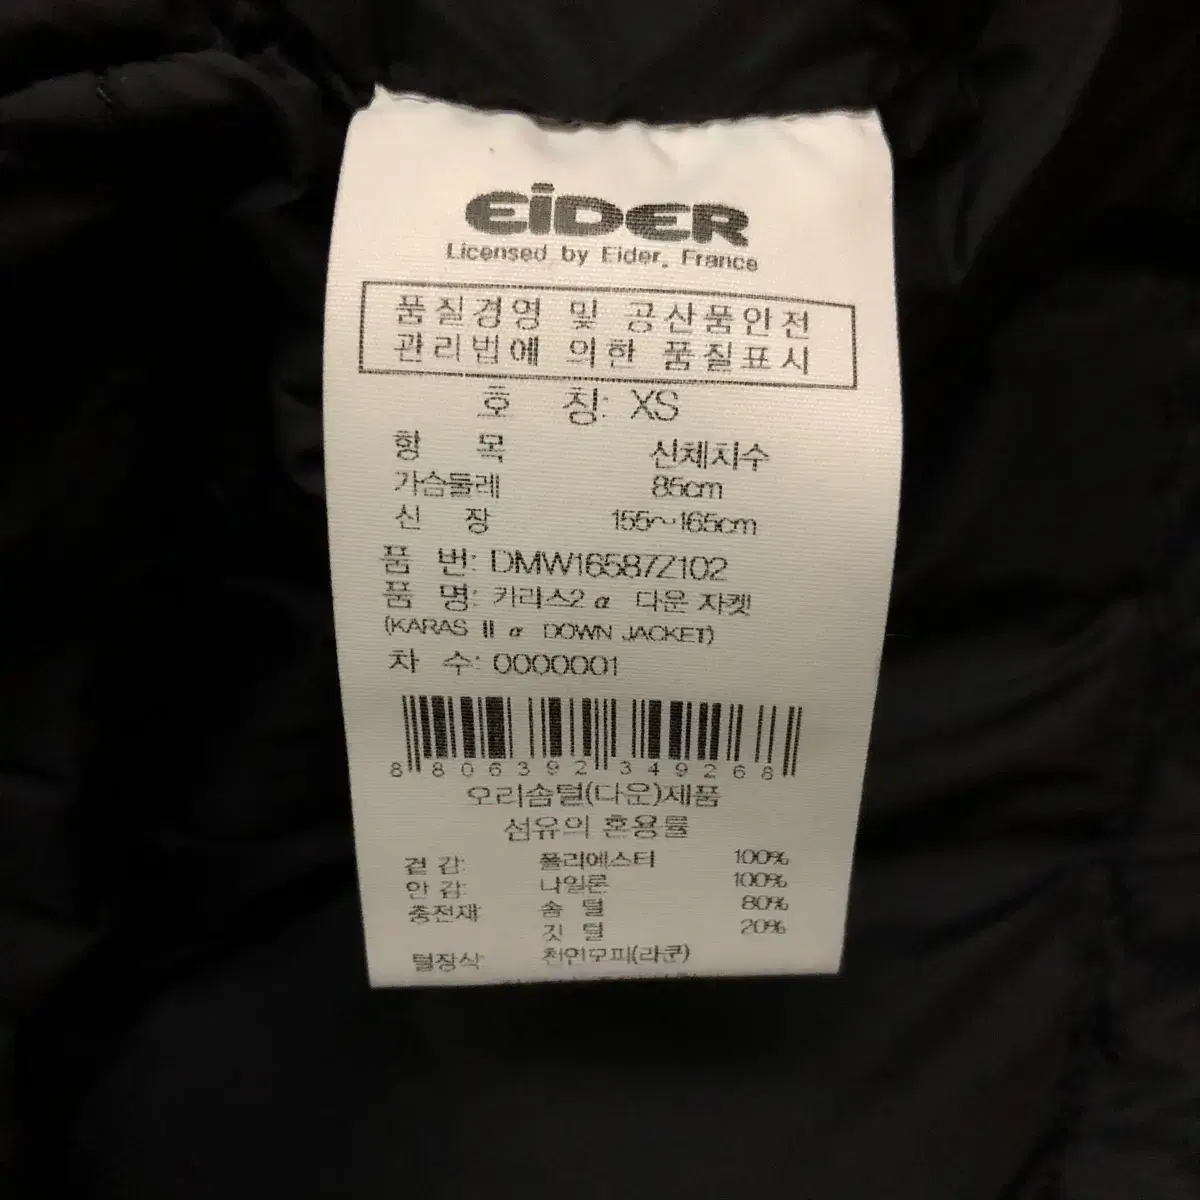 EiDER
Licensed by Eider, France
품질경영 및 공산품안전
관리법에 의한 품질표시
호 칭: XS
항 목 신체치수
가슴둘레 85cm
신 장 155~165cm
품 번: DMW16587Z102
품 명: 카리스2 α 다운 자켓
(KARAS II α DOWN JACKET)
차 수: 0000001
8 806392 349268
오리솜털(다운)제품
섬유의 혼용률
겉 감: 폴리에스터 100%
안 감: 나일론 100%
충전재 솜 털 80%
깃 털 20%
털장식: 천연모피(라쿤)